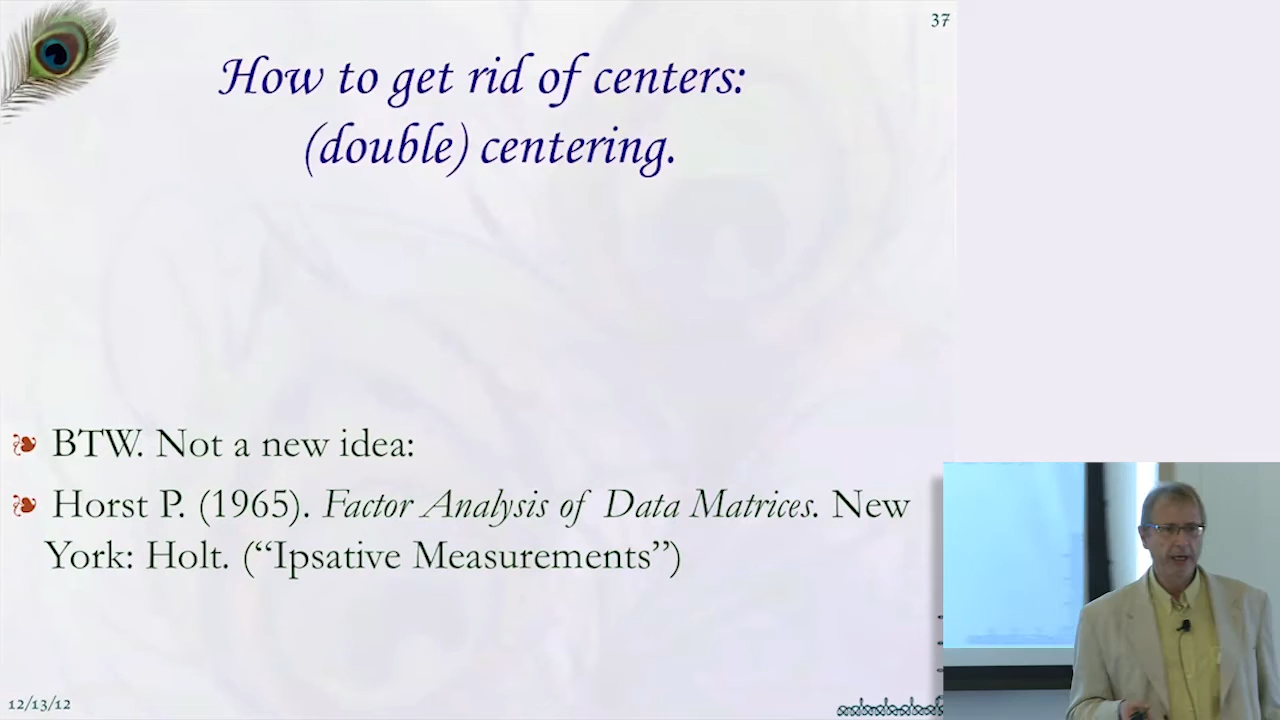 37
How to get rid of centers:
(double) centering.
BTW. Not a new idea:
Horst P. (1965). Factor Analysis of Data Matrices. New
York: Holt. (“Ipsative Measurements”)
12/13/12